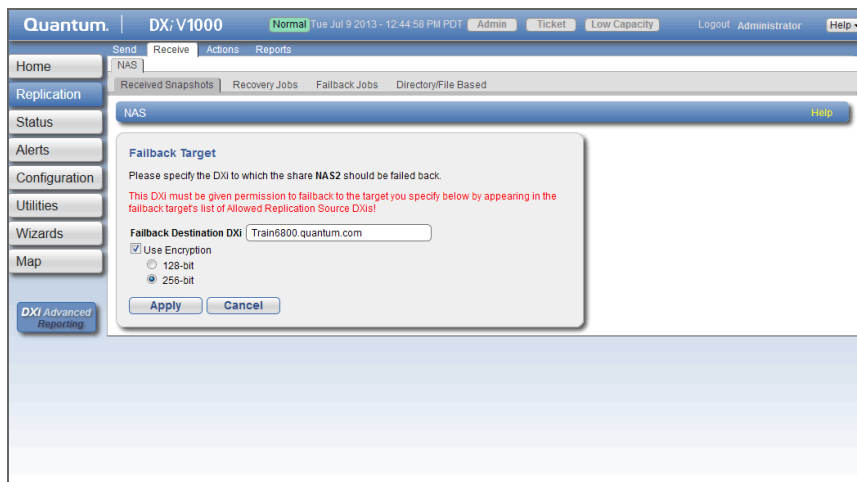 Quantum. DXi V1000 Normal Tue Jul 9 2013 - 12:44:58 PM PDT Admin Ticket Low Capacity Logout Administrator Help
Send Receive Actions Reports
Home
NAS
Received Snapshots Recovery Jobs Failback Jobs Directory/File Based
Replication
NAS Help
Status
Alerts
Configuration
Utilities
Wizards
Map
DXi Advanced
Reporting
Failback Target
Please specify the DXi to which the share NAS2 should be failed back.
This DXi must be given permission to failback to the target you specify below by appearing in the
failback target's list of Allowed Replication Source DXis!
Failback Destination DXi Train6800.quantum.com
Use Encryption
128-bit
256-bit
Apply Cancel